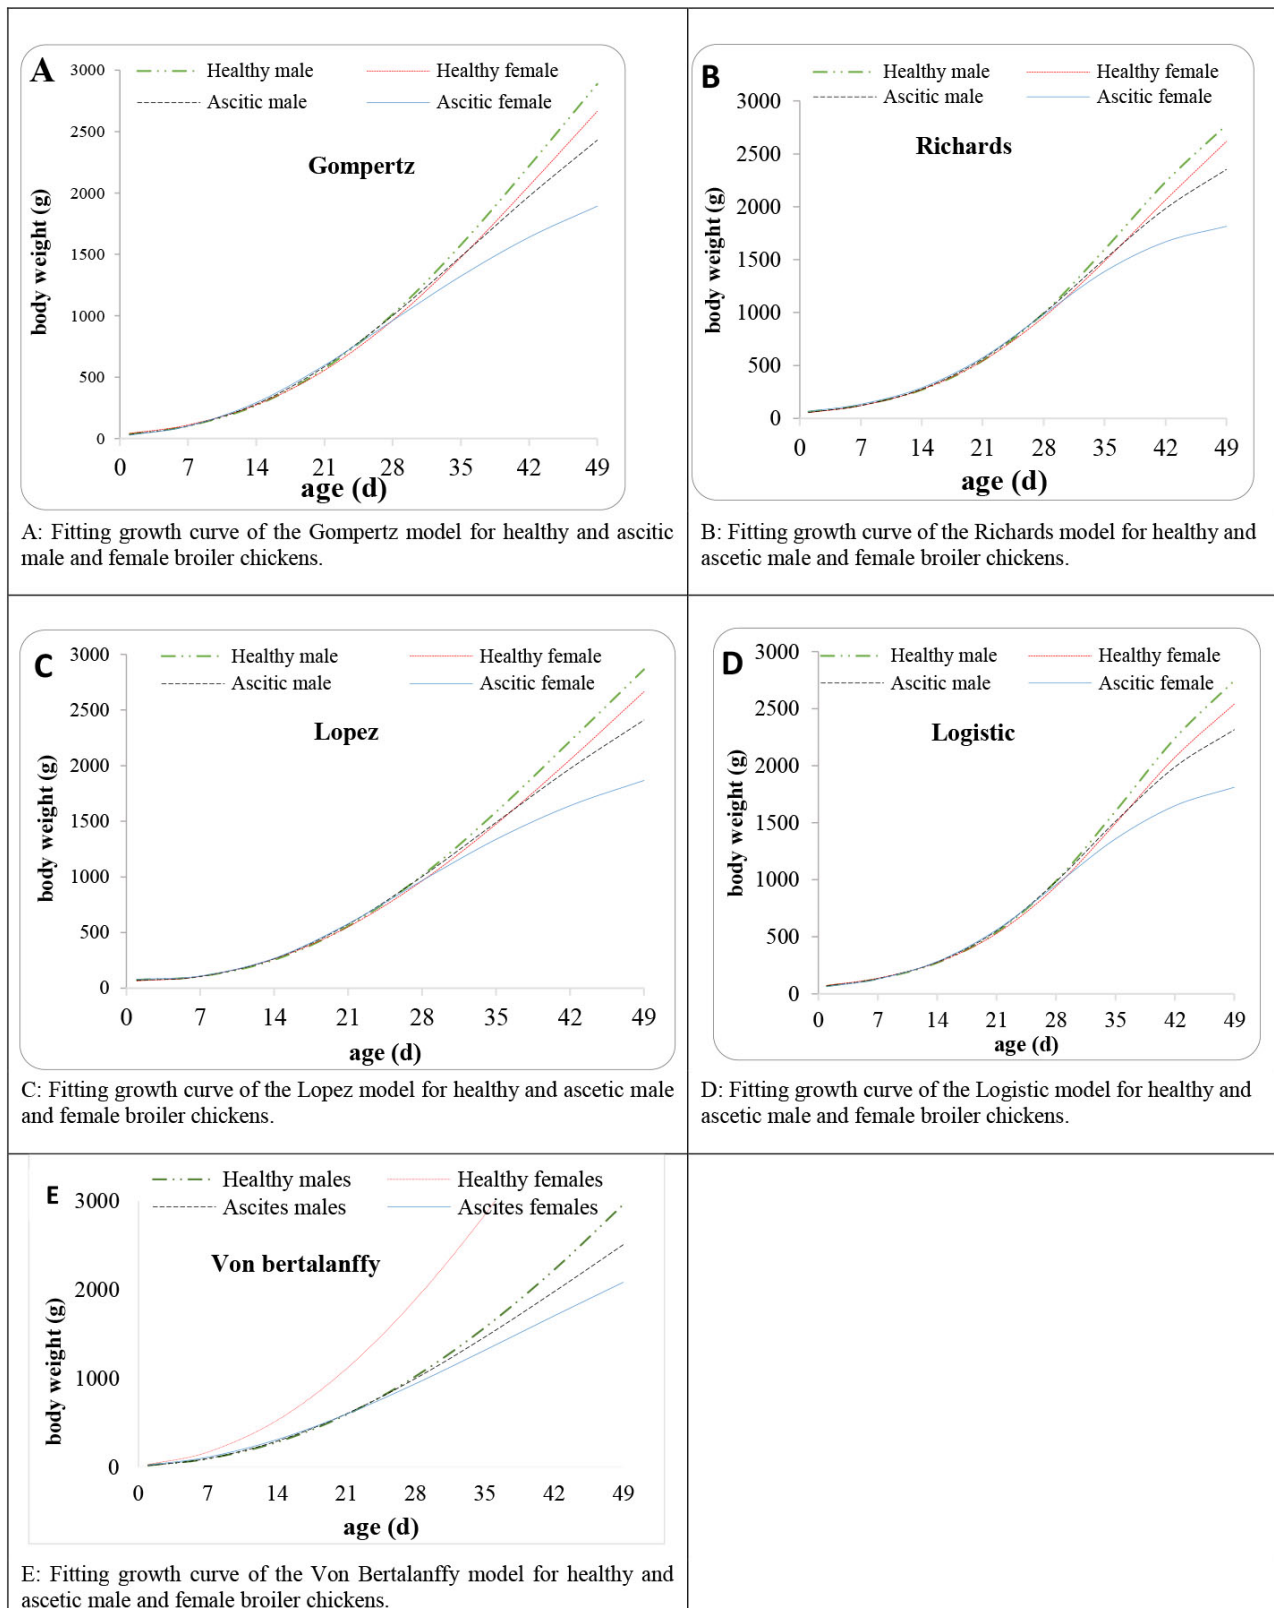 A
Healthy male
Healthy female
Ascitic male
Ascitic female
Gompertz
body weight (g)
3000
2500
2000
1500
1000
500
0
0 7 14 21 28 35 42 49
age (d)
A: Fitting growth curve of the Gompertz model for healthy and ascitic
male and female broiler chickens.
B
Healthy male
Healthy female
Ascitic male
Ascitic female
Richards
body weight (g)
3000
2500
2000
1500
1000
500
0
0 7 14 21 28 35 42 49
age (d)
B: Fitting growth curve of the Richards model for healthy and
ascetic male and female broiler chickens.
C
Healthy male
Healthy female
Ascitic male
Ascitic female
Lopez
body weight (g)
3000
2500
2000
1500
1000
500
0
0 7 14 21 28 35 42 49
age (d)
C: Fitting growth curve of the Lopez model for healthy and ascetic male
and female broiler chickens.
D
Healthy male
Healthy female
Ascitic male
Ascitic female
Logistic
body weight (g)
3000
2500
2000
1500
1000
500
0
0 7 14 21 28 35 42 49
age (d)
D: Fitting growth curve of the Logistic model for healthy and
ascetic male and female broiler chickens.
E
Healthy males
Healthy females
Ascites males
Ascites females
Von bertalanffy
body weight (g)
3000
2000
1000
0
0 7 14 21 28 35 42 49
age (d)
E: Fitting growth curve of the Von Bertalanffy model for healthy and
ascetic male and female broiler chickens.